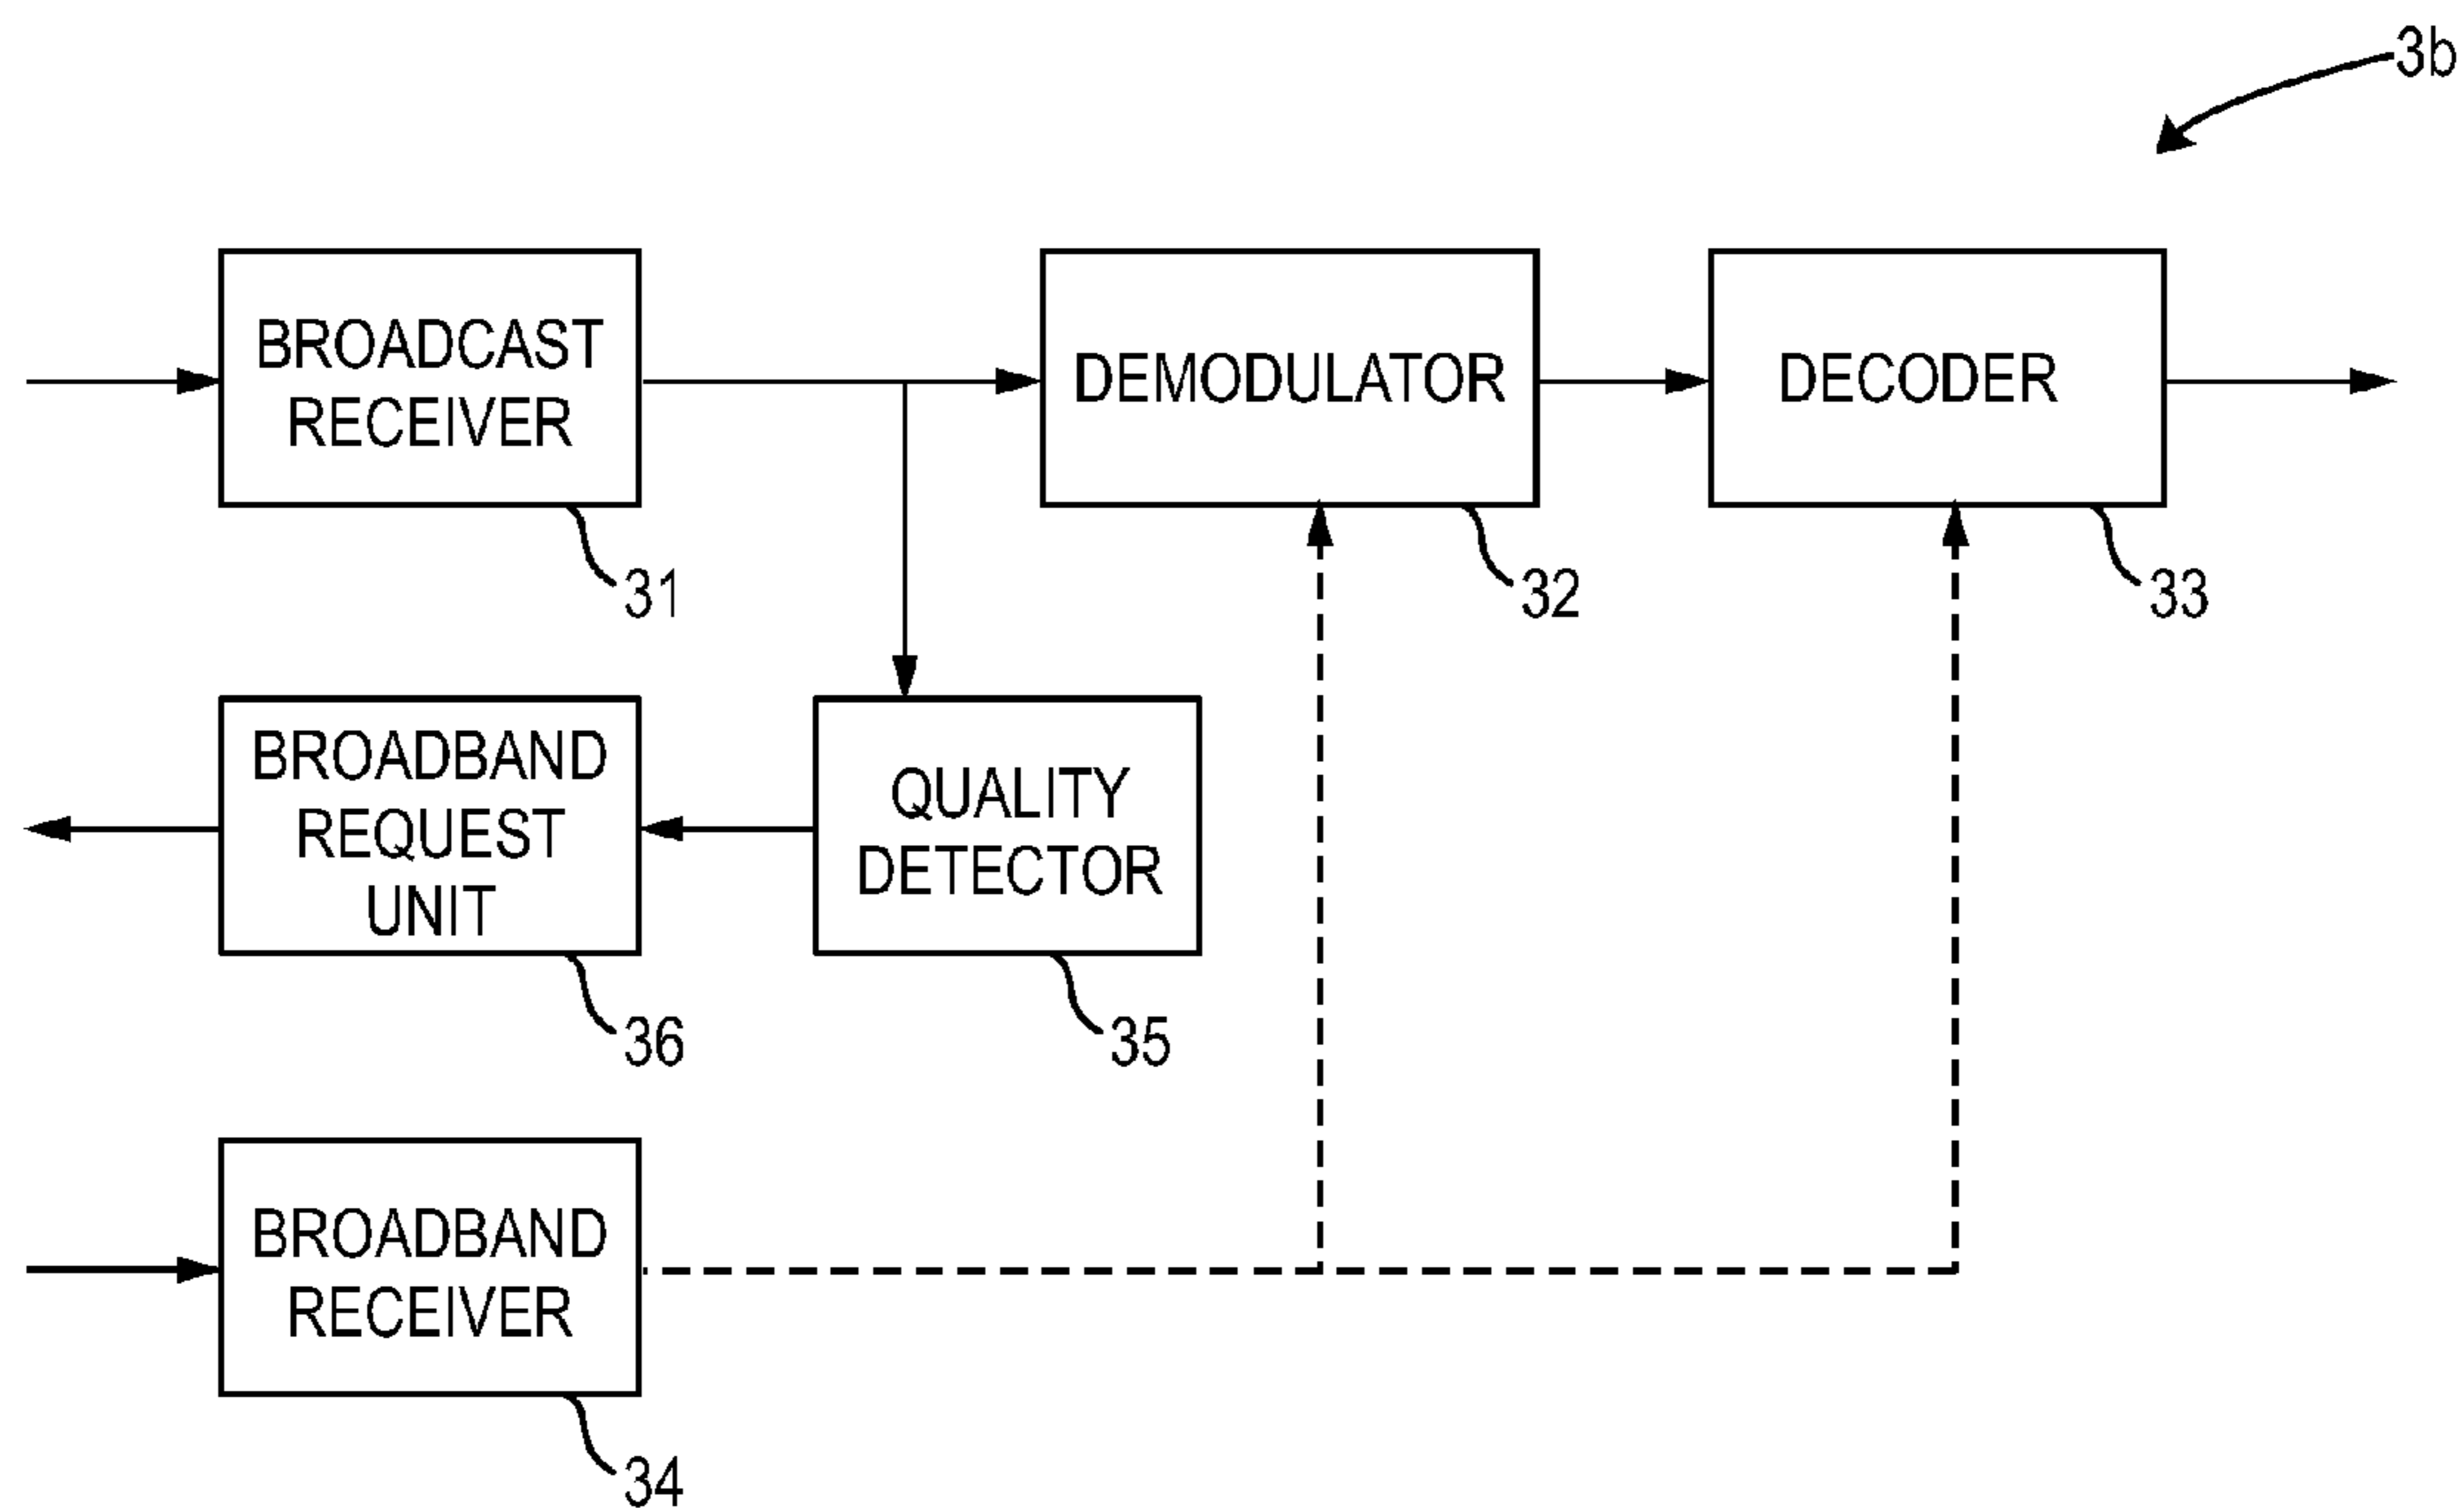 3b
BROADCAST
RECEIVER
DEMODULATOR
DECODER
31
32
33
BROADBAND
REQUEST
UNIT
QUALITY
DETECTOR
36
35
BROADBAND
RECEIVER
34